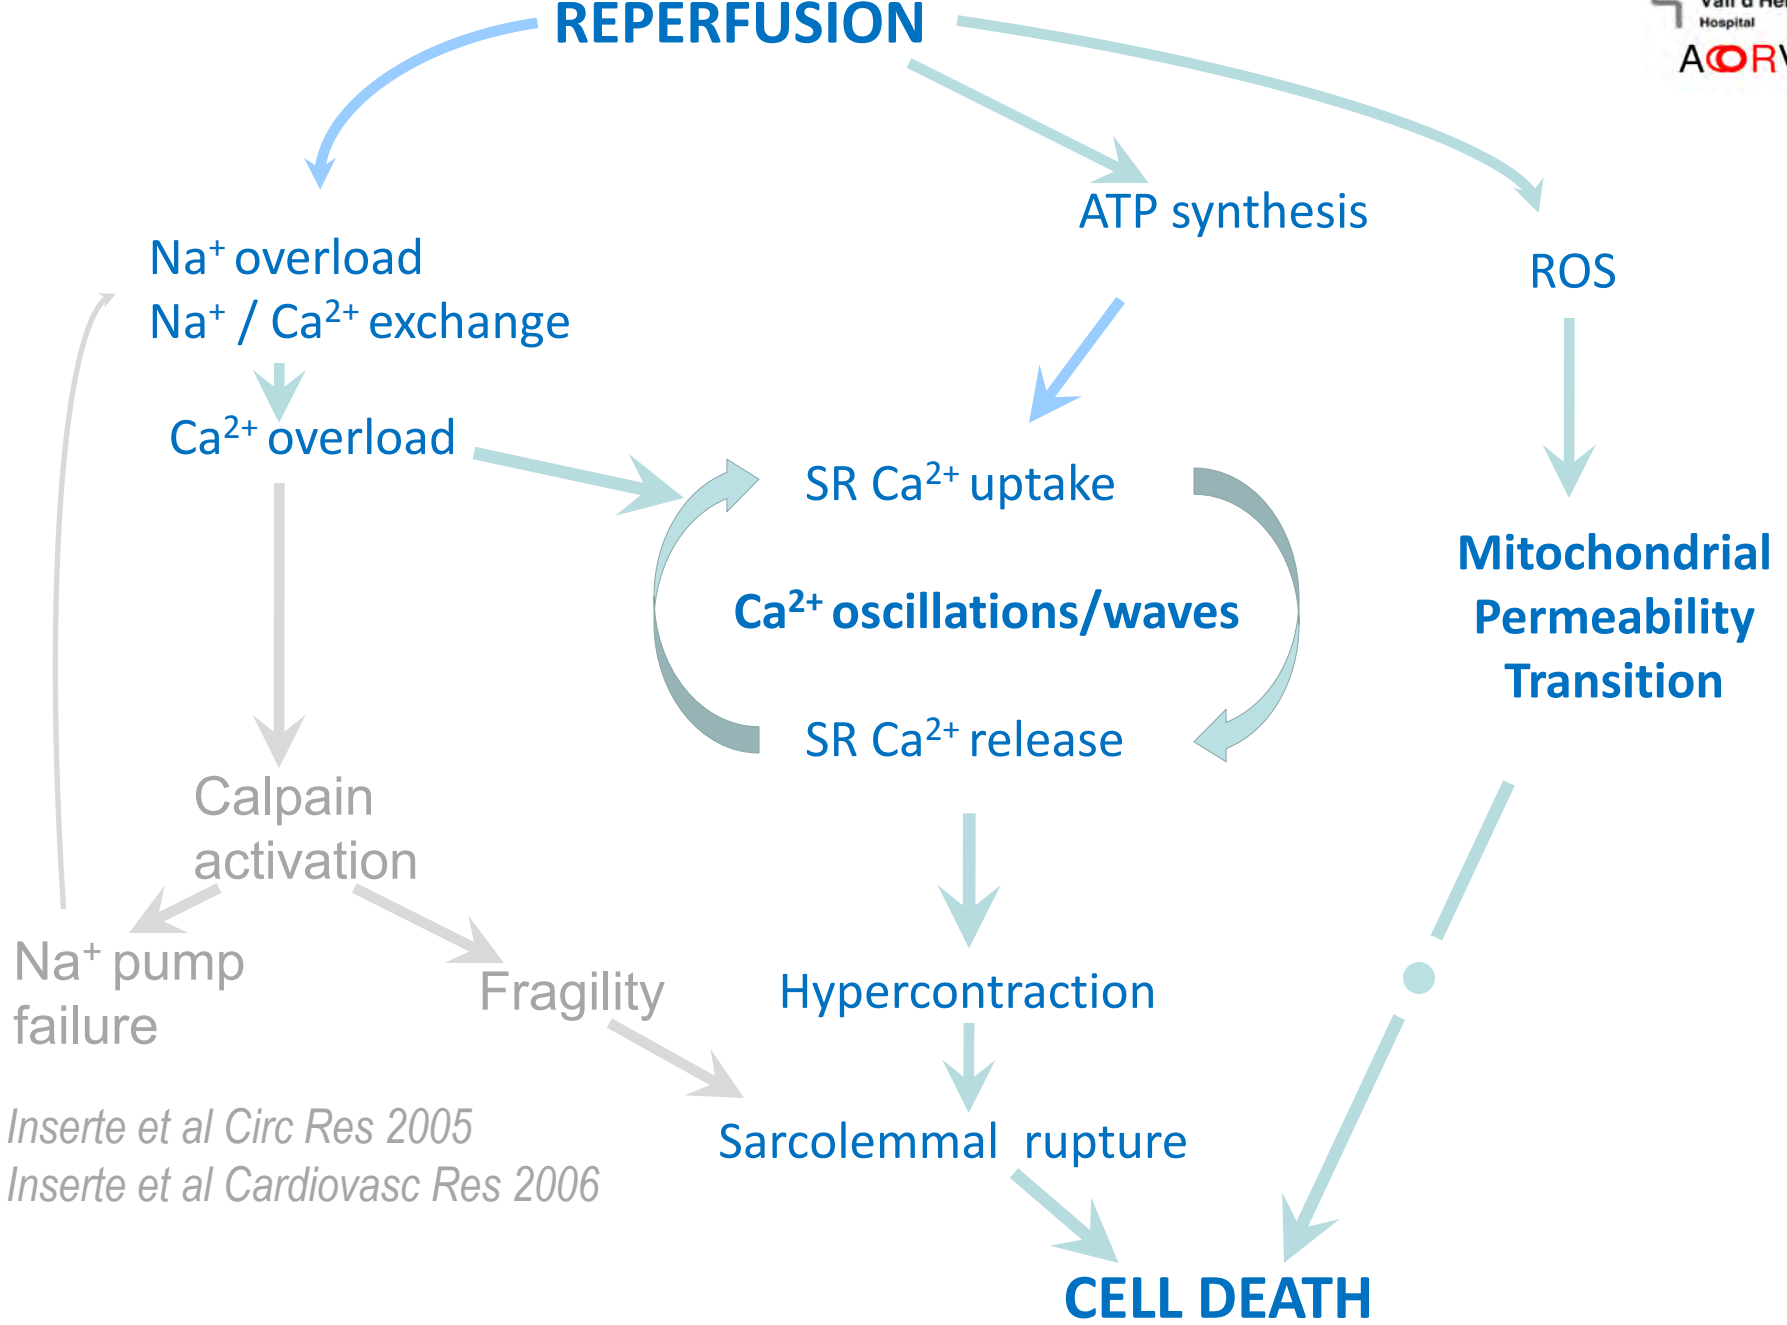 REPERFUSION
Hospital
ATP synthesis
Na⁺ overload
ROS
Na⁺ / Ca²⁺ exchange
Ca²⁺ overload
SR Ca²⁺ uptake
Mitochondrial
Permeability
Transition
Ca²⁺ oscillations/waves
SR Ca²⁺ release
Calpain
activation
Na⁺ pump
failure
Fragility
Hypercontraction
Inserte et al Circ Res 2005
Inserte et al Cardiovasc Res 2006
Sarcolemmal rupture
CELL DEATH